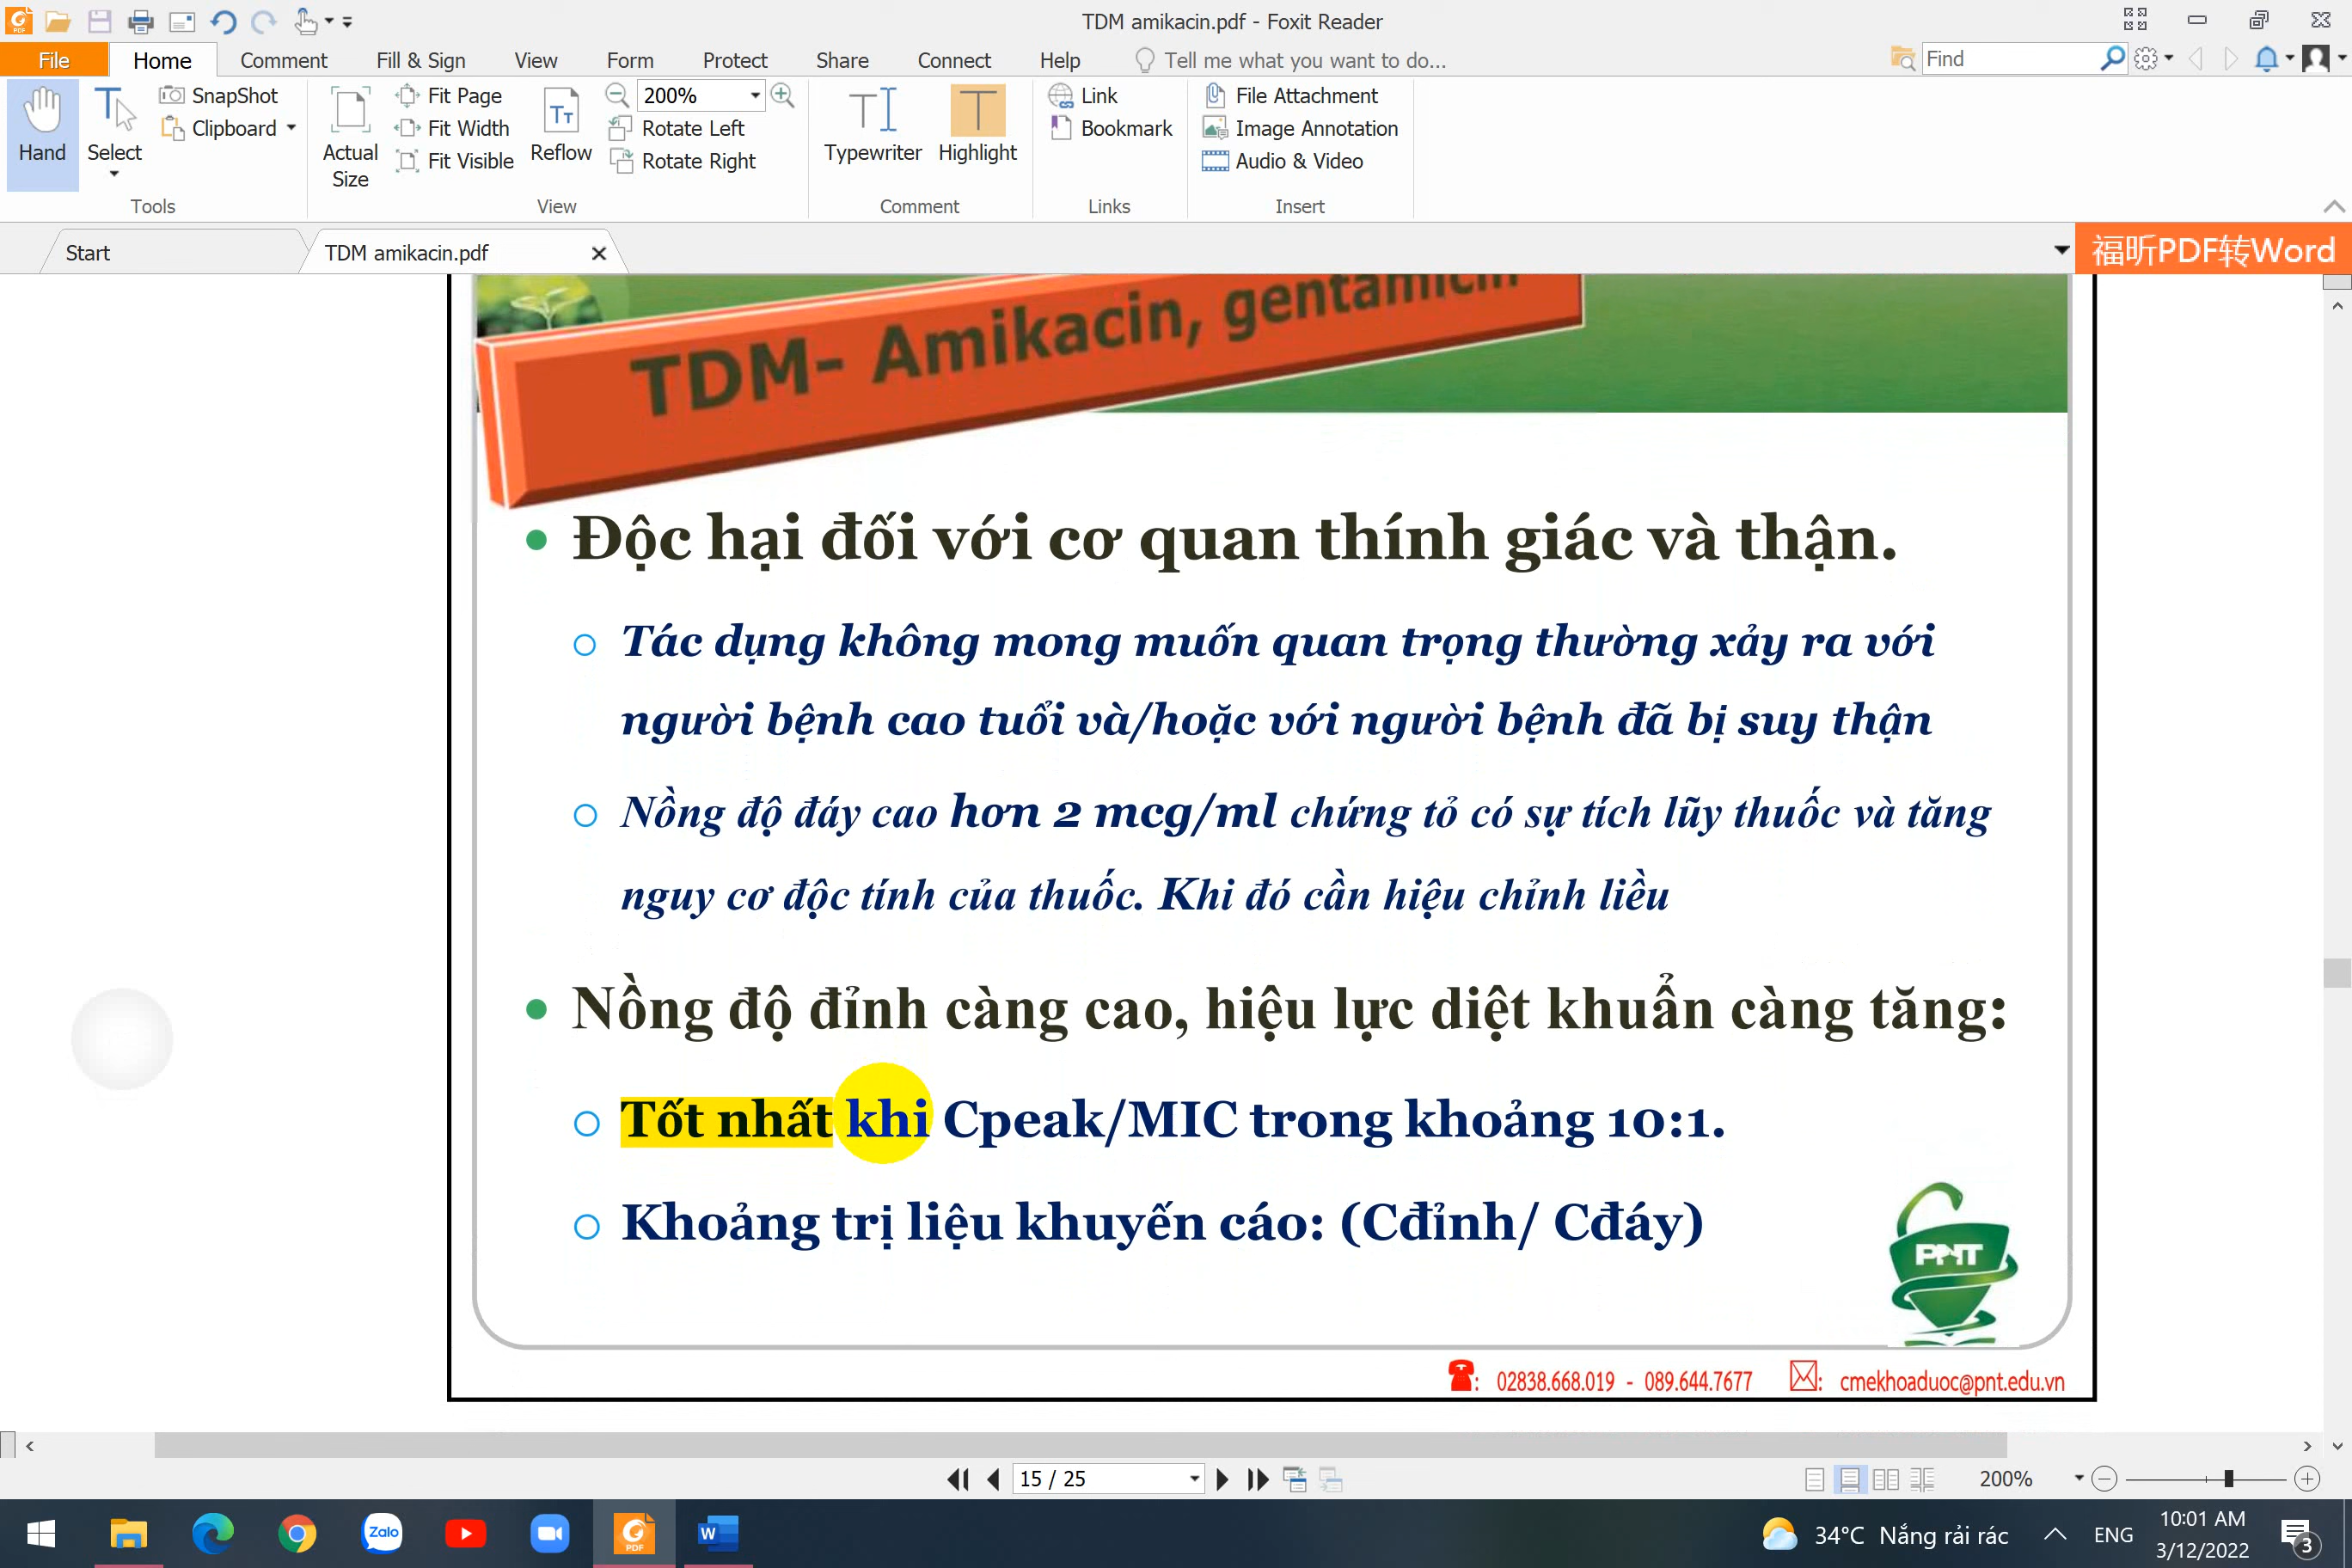 TDM amikacin.pdf - Foxit Reader
File Home Comment Fill & Sign View Form Protect Share Connect Help Tell me what you want to do... Find
Hand
Select
SnapShot
Clipboard
Tools
Actual
Size
Fit Page
Fit Width
Fit Visible
Reflow
200%
Rotate Left
Rotate Right
View
Typewriter
Highlight
Comment
Link
Bookmark
Links
File Attachment
Image Annotation
Audio & Video
Insert
Start
TDM amikacin.pdf
福昕PDF转Word
TDM- Amikacin, gentamicin
Độc hại đối với cơ quan thính giác và thận.
Tác dụng không mong muốn quan trọng thường xảy ra với
người bệnh cao tuổi và/hoặc với người bệnh đã bị suy thận
Nồng độ đáy cao hơn 2 mcg/ml chứng tỏ có sự tích lũy thuốc và tăng
nguy cơ độc tính của thuốc. Khi đó cần hiệu chỉnh liều
Nồng độ đỉnh càng cao, hiệu lực diệt khuẩn càng tăng:
Tốt nhất khi Cpeak/MIC trong khoảng 10:1.
Khoảng trị liệu khuyến cáo: (Cđỉnh/ Cđáy)
PNT
: 02838.668.019 - 089.644.7677 : cmekhoaduoc@pnt.edu.vn
15 / 25
200%
Zalo
PDF
W
34°C Nắng rải rác
ENG
10:01 AM
3/12/2022
3